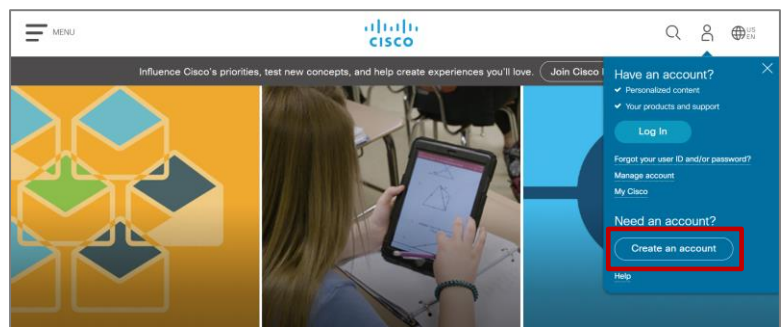 MENU
CISCO
US
EN
Influence Cisco's priorities, test new concepts, and help create experiences you'll love.
Join Cisco
Have an account?
Personalized content
Your products and support
Log In
Forgot your user ID and/or password?
Manage account
My Cisco
Need an account?
Create an account
Help